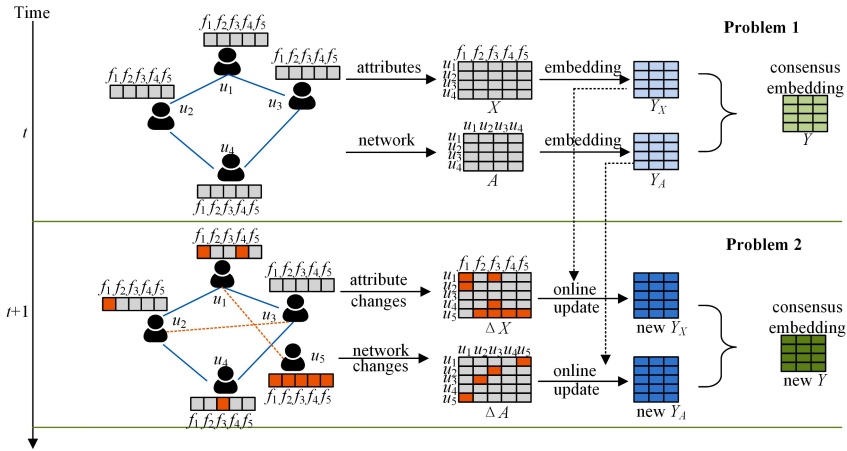 Time
Problem 1
f1 f2 f3 f4 f5
f1 f2 f3 f4 f5
f1 f2 f3 f4 f5
u1
u2
u3
u4
f1 f2 f3 f4 f5
t
attributes
network
f1 f2 f3 f4 f5
u1
u2
u3
u4
X
u1 u2 u3 u4
u1
u2
u3
u4
A
embedding
embedding
YX
YA
consensus
embedding
Y
Problem 2
t+1
f1 f2 f3 f4 f5
f1 f2 f3 f4 f5
f1 f2 f3 f4 f5
u1
u2
u3
u4
u5
f1 f2 f3 f4 f5
f1 f2 f3 f4 f5
attribute
changes
network
changes
f1 f2 f3 f4 f5
u1
u2
u3
u4
u5
Δ X
u1 u2 u3 u4 u5
u1
u2
u3
u4
u5
Δ A
online
update
online
update
new YX
new YA
consensus
embedding
new Y